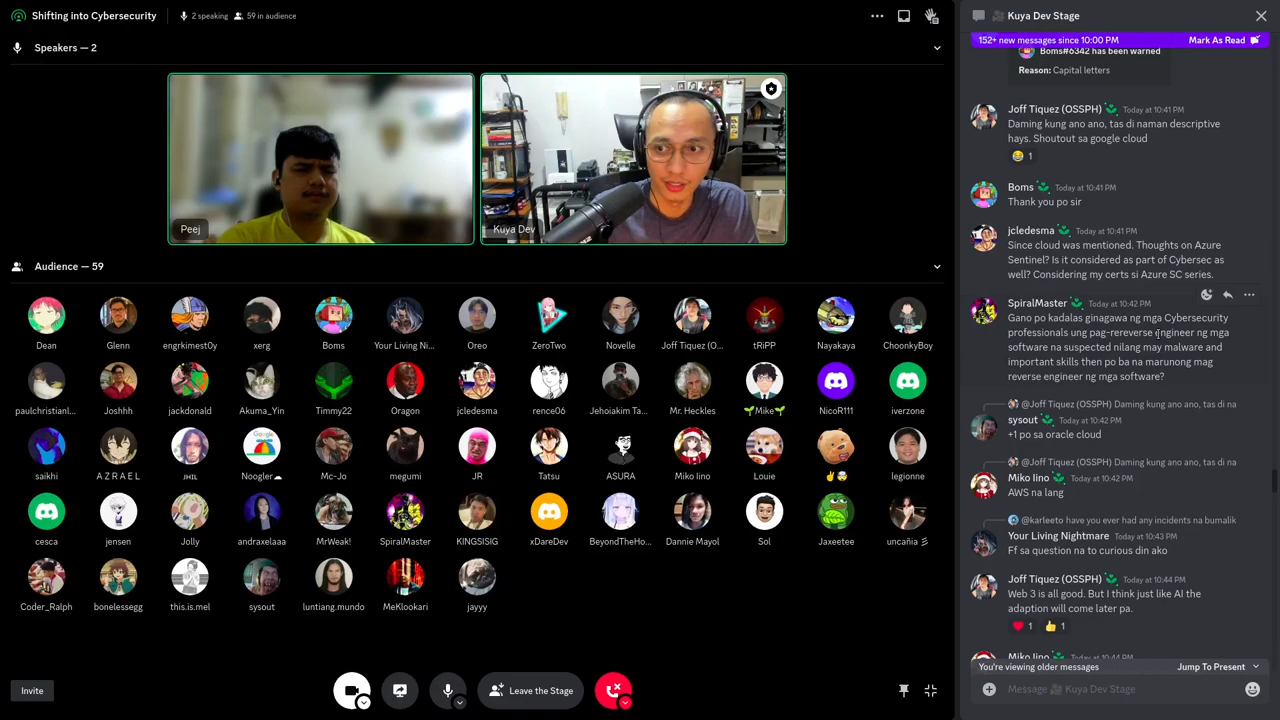 Shifting into Cybersecurity
2 speaking
59 in audience
Speakers — 2
Peej
Kuya Dev
Audience — 59
Dean
Glenn
engrkimest0y
xerg
Boms
Your Living Ni...
Oreo
ZeroTwo
Novelle
Joff Tiquez (O...
tRiPP
Nayakaya
ChoonkyBoy
paulchristianl...
Joshhh
jackdonald
Akuma_Yin
Timmy22
Oragon
jcledesma
rence06
Jehoiakim Ta...
Mr. Heckles
🌱Mike🌱
NicoR111
iverzone
saikhi
A Z R A E L
Google
Noogler☁
Mc-Jo
megumi
JR
Tatsu
ASURA
Miko Iino
Louie
✌🤯
legionne
cesca
jensen
Jolly
andraxelaaa
MrWeak!
SpiralMaster
KINGSISIG
xDareDev
BeyondTheHo...
Dannie Mayol
Sol
Jaxeetee
uncañia 彡
Coder_Ralph
bonelessegg
this.is.mel
sysout
luntiang.mundo
MeKlookari
jayyy
Invite
Leave the Stage
Kuya Dev Stage
152+ new messages since 10:00 PM
Mark As Read
Boms#6342 has been warned
Reason: Capital letters
Joff Tiquez (OSSPH) Today at 10:41 PM
Daming kung ano ano, tas di naman descriptive
hays. Shoutout sa google cloud
😂 1
Boms Today at 10:41 PM
Thank you po sir
jcledesma Today at 10:41 PM
Since cloud was mentioned. Thoughts on Azure
Sentinel? Is it considered as part of Cybersec as
well? Considering my certs si Azure SC series.
SpiralMaster Today at 10:42 PM
Gano po kadalas ginagawa ng mga Cybersecurity
professionals ung pag-rereverse engineer ng mga
software na suspected nilang may malware and
important skills then po ba na marunong mag
reverse engineer ng mga software?
@Joff Tiquez (OSSPH) Daming kung ano ano, tas di na
sysout Today at 10:42 PM
+1 po sa oracle cloud
@Joff Tiquez (OSSPH) Daming kung ano ano, tas di na
Miko Iino Today at 10:42 PM
AWS na lang
@karleeto have you ever had any incidents na bumalik
Your Living Nightmare Today at 10:43 PM
Ff sa question na to curious din ako
Joff Tiquez (OSSPH) Today at 10:44 PM
Web 3 is all good. But I think just like AI the
adaption will come later pa.
❤ 1 👍 1
Miko Iino Today at 10:44 PM
You're viewing older messages
Jump To Present
Message 🎥 Kuya Dev Stage